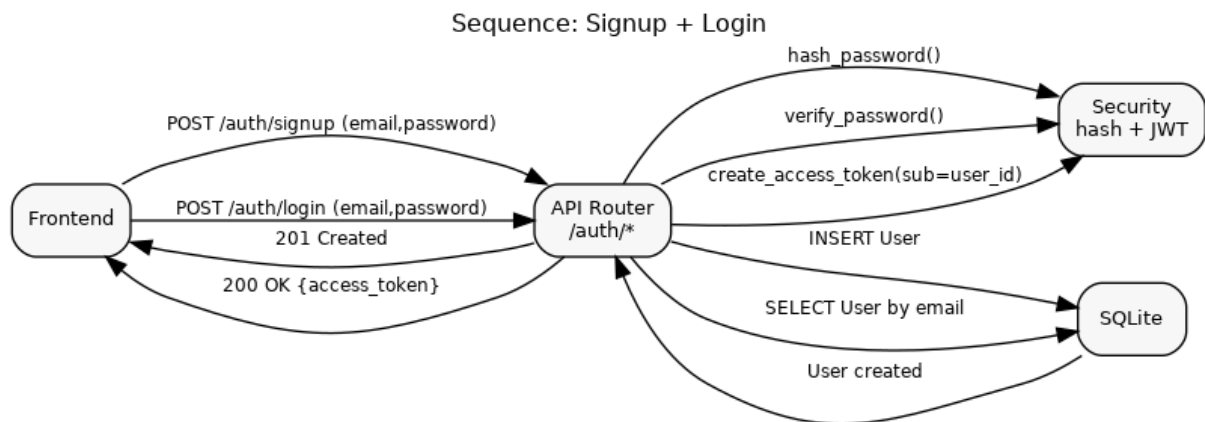 Sequence: Signup + Login
hash_password()
Security
hash + JWT
POST /auth/signup (email,password)
verify_password()
create_access_token(sub=user_id)
Frontend
POST /auth/login (email,password)
API Router
/auth/*
201 Created
INSERT User
200 OK {access_token}
SELECT User by email
SQLite
User created